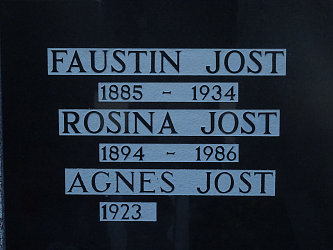 FAUSTIN JOST
1885 - 1934
ROSINA JOST
1894 - 1986
AGNES JOST
1923